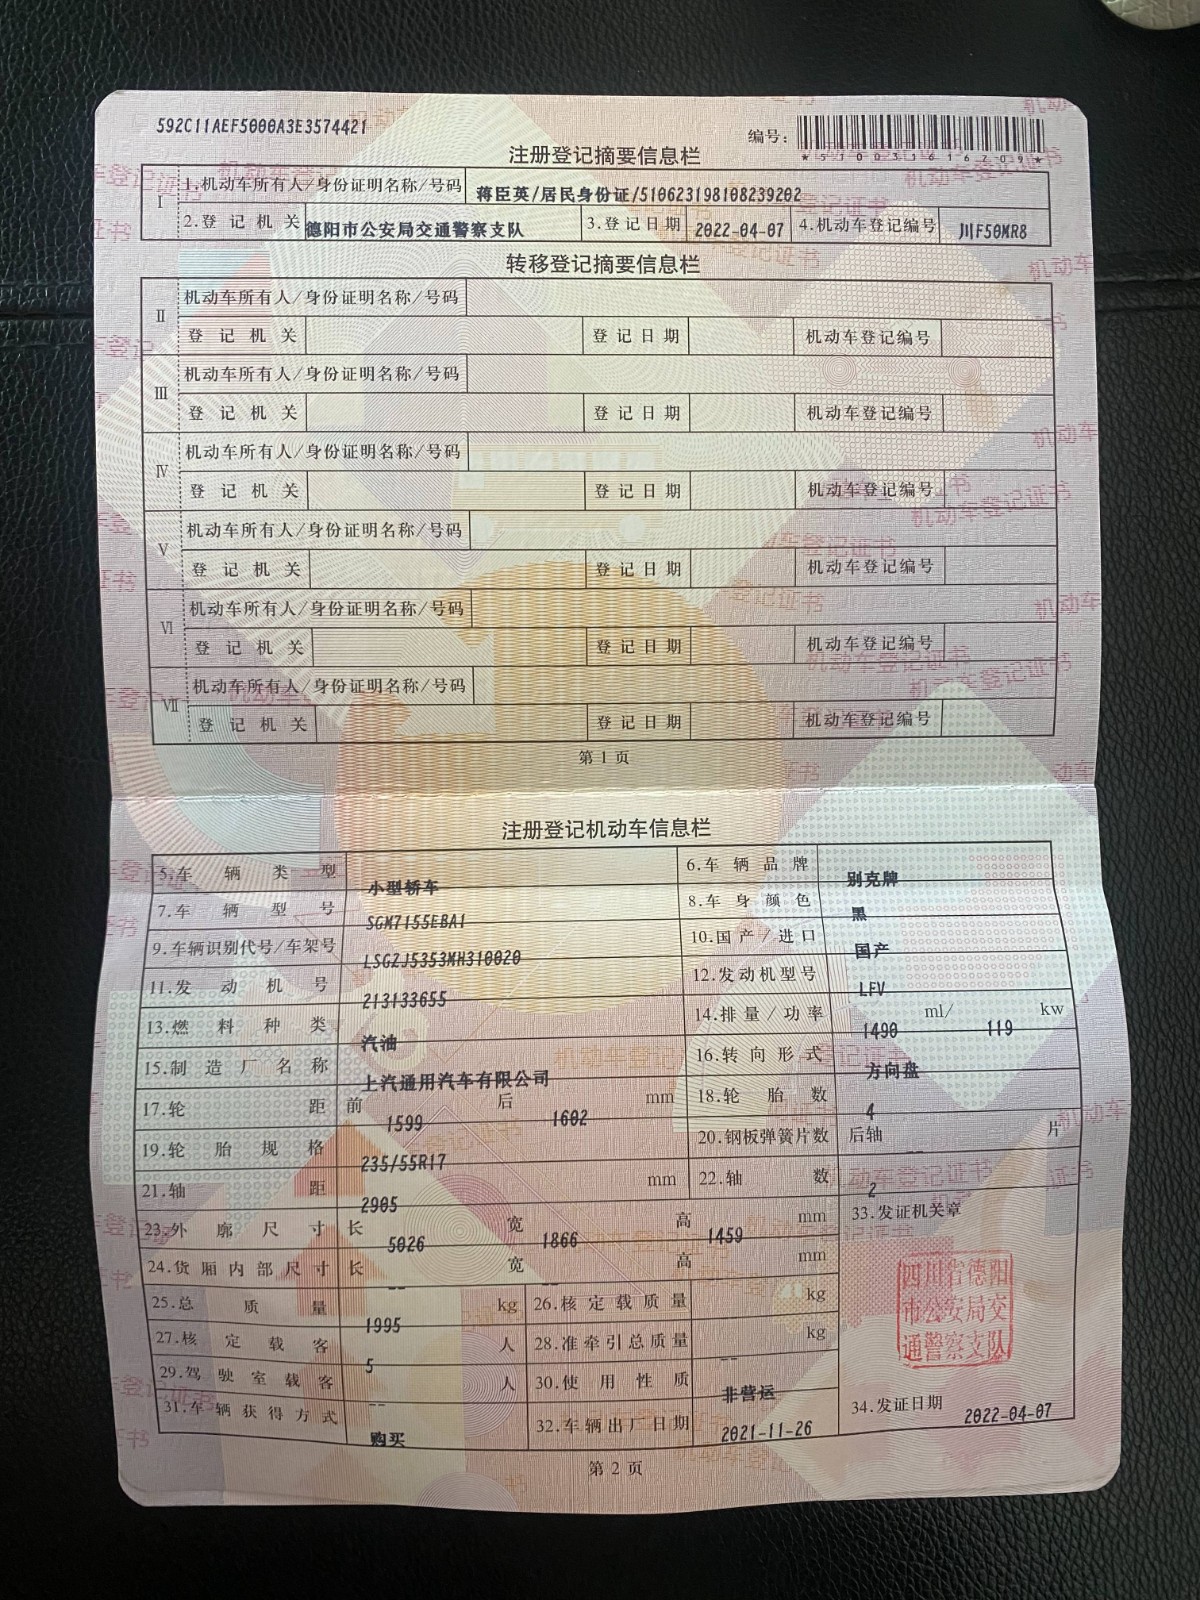 592C11AEF5000A3E3574421
编号：
*510031616209*
注册登记摘要信息栏
I
1.机动车所有人/身份证明名称/号码 蒋臣英/居民身份证/510623198108239202
2.登记机关 德阳市公安局交通警察支队 3.登记日期 2022-04-07 4.机动车登记编号 川F50MR8
转移登记摘要信息栏
II
机动车所有人/身份证明名称/号码
登记机关 登记日期 机动车登记编号
III
机动车所有人/身份证明名称/号码
登记机关 登记日期 机动车登记编号
IV
机动车所有人/身份证明名称/号码
登记机关 登记日期 机动车登记编号
V
机动车所有人/身份证明名称/号码
登记机关 登记日期 机动车登记编号
VI
机动车所有人/身份证明名称/号码
登记机关 登记日期 机动车登记编号
VII
机动车所有人/身份证明名称/号码
登记机关 登记日期 机动车登记编号
第1页
注册登记机动车信息栏
5.车辆类型 小型轿车 6.车辆品牌 别克牌
7.车辆型号 SGM7155EBA1 8.车身颜色 黑
9.车辆识别代号/车架号 LSGZJ5353MH310020 10.国产/进口 国产
11.发动机号 213133655 12.发动机型号 LFV
13.燃料种类 汽油 14.排量/功率 1490 ml/ 119 kw
15.制造厂名称 上汽通用汽车有限公司 16.转向形式 方向盘
17.轮距 前 1599 后 1602 mm 18.轮胎数 4
19.轮胎规格 235/55R17 20.钢板弹簧片数 后轴 -- 片
21.轴距 2905 mm 22.轴数 2
23.外廓尺寸 长 5026 宽 1866 高 1459 mm 33.发证机关章
24.货厢内部尺寸 长 -- 宽 -- 高 mm
25.总质量 1995 kg 26.核定载质量 kg
27.核定载客 5 人 28.准牵引总质量 -- kg
29.驾驶室载客 -- 人 30.使用性质 非营运
31.车辆获得方式 购买 32.车辆出厂日期 2021-11-26
四川省德阳
市公安局交
通警察支队
34.发证日期 2022-04-07
第2页